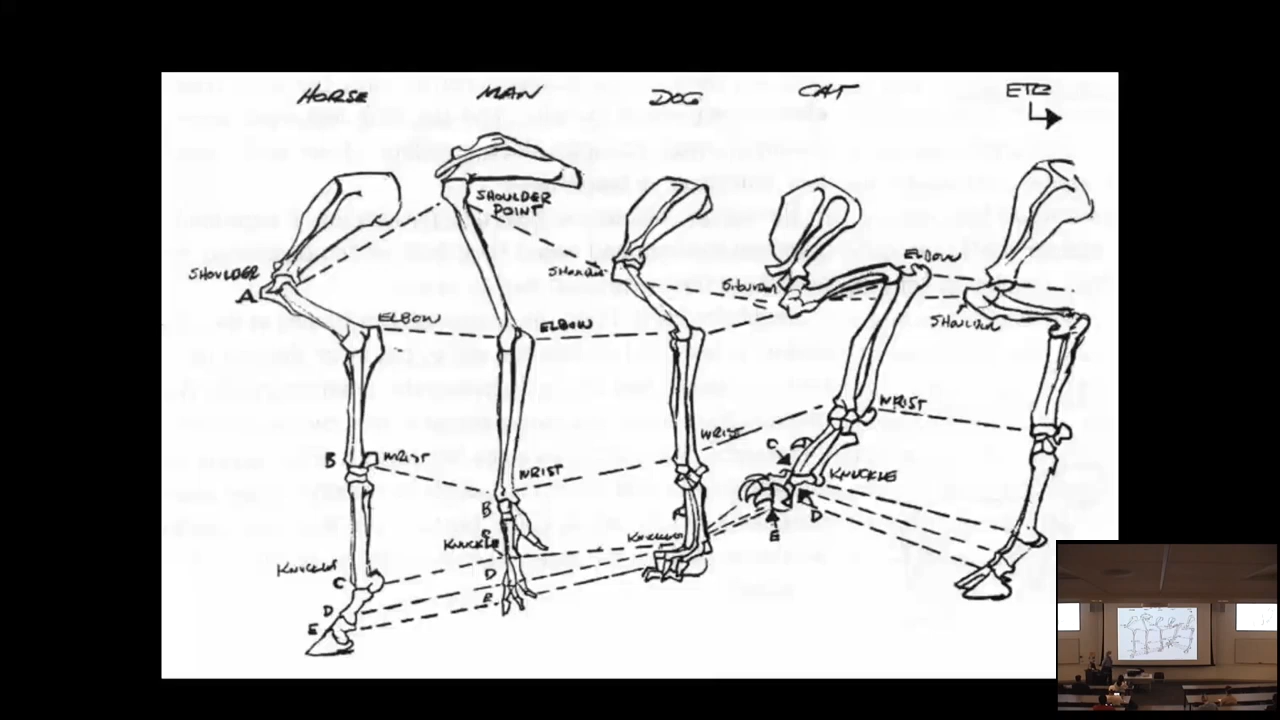 HORSE
MAN
DOG
CAT
ETC
SHOULDER
POINT
SHOULDER
A
SHOULDER
SHOULDER
SHOULDER
ELBOW
ELBOW
ELBOW
B
WRIST
WRIST
WRIST
WRIST
B
C
KNUCKLE
C
KNUCKLE
KNUCKLE
KNUCKLE
C
D
E
D
E
D
E